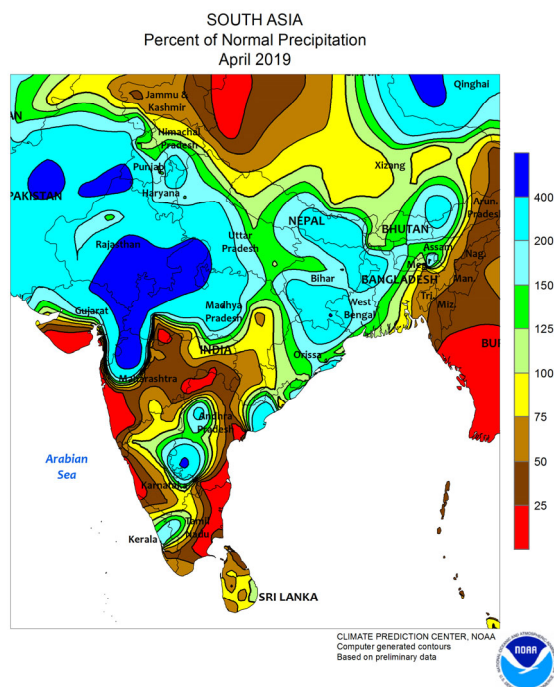 SOUTH ASIA
Percent of Normal Precipitation
April 2019
Qinghai
Jammu &
Kashmir
AN
Himachal
Pradesh
Xizang
Punjab
PAKISTAN
Haryana
Arun.
Pradesh
NEPAL
BHUTAN
Uttar
Pradesh
Rajasthan
Assam
Nag.
Meg.
Bihar
BANGLADESH
Man.
Tri.
Miz.
Gujarat
Madhya
Pradesh
West
Bengal
BUR
INDIA
Orissa
Maharashtra
Andhra
Pradesh
Arabian
Sea
Karnataka
Tamil
Nadu
Kerala
SRI LANKA
400
200
150
125
100
75
50
25
CLIMATE PREDICTION CENTER, NOAA
Computer generated contours
Based on preliminary data
NOAA